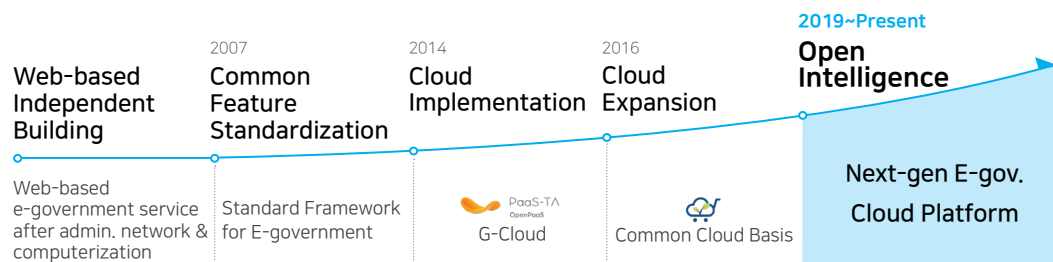 Web-based
Independent
Building
Web-based
e-government service
after admin. network &
computerization
2007
Common
Feature
Standardization
Standard Framework
for E-government
2014
Cloud
Implementation
PaaS-TA
OpenPaaS
G-Cloud
2016
Cloud
Expansion
Common Cloud Basis
2019~Present
Open
Intelligence
Next-gen E-gov.
Cloud Platform